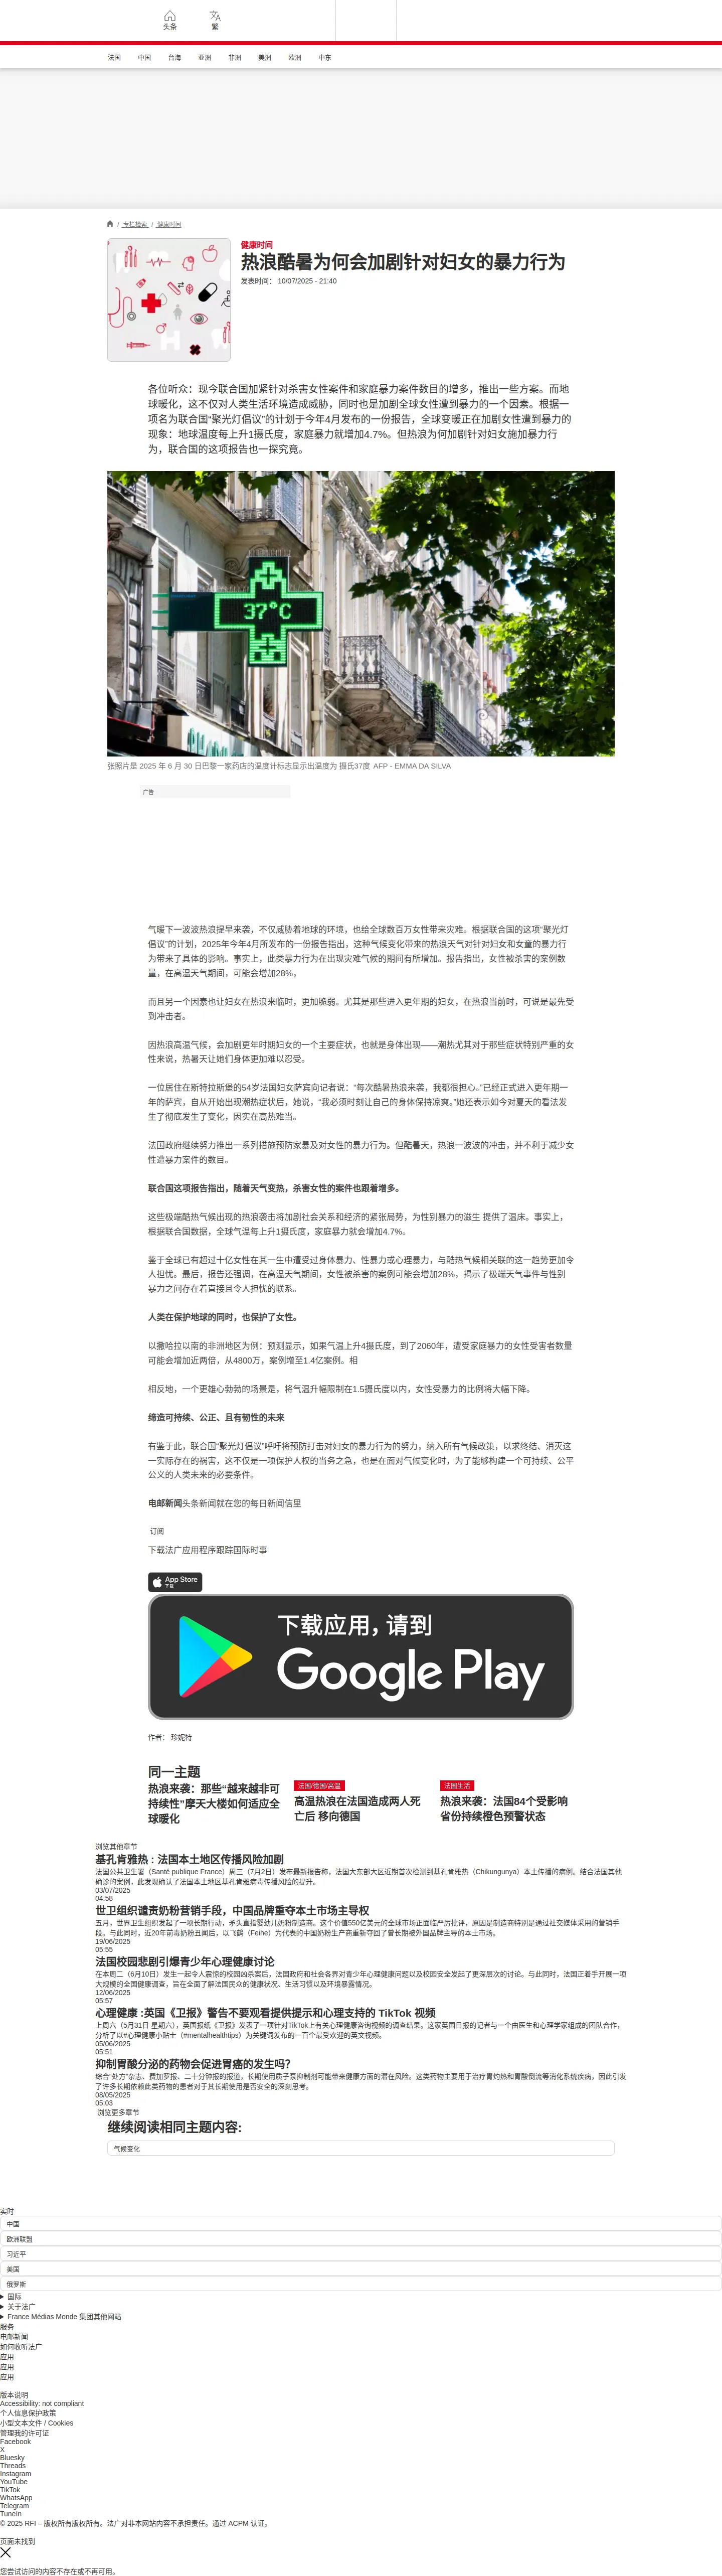 头条
繁
法国
中国
台海
亚洲
非洲
美洲
欧洲
中东
/ 专栏检索 / 健康时间
健康时间
热浪酷暑为何会加剧针对妇女的暴力行为
发表时间： 10/07/2025 - 21:40
各位听众：现今联合国加紧针对杀害女性案件和家庭暴力案件数目的增多，推出一些方案。而地
球暖化，这不仅对人类生活环境造成威胁，同时也是加剧全球女性遭到暴力的一个因素。根据一
项名为联合国“聚光灯倡议”的计划于今年4月发布的一份报告，全球变暖正在加剧女性遭到暴力的
现象：地球温度每上升1摄氏度，家庭暴力就增加4.7%。但热浪为何加剧针对妇女施加暴力行
为，联合国的这项报告也一探究竟。
37°C
张照片是 2025 年 6 月 30 日巴黎一家药店的温度计标志显示出温度为 摄氏37度 AFP - EMMA DA SILVA
广告
气暖下一波波热浪提早来袭，不仅威胁着地球的环境，也给全球数百万女性带来灾难。根据联合国的这项“聚光灯
倡议”的计划，2025年今年4月所发布的一份报告指出，这种气候变化带来的热浪天气对针对妇女和女童的暴力行
为带来了具体的影响。事实上，此类暴力行为在出现灾难气候的期间有所增加。报告指出，女性被杀害的案例数
量，在高温天气期间，可能会增加28%，
而且另一个因素也让妇女在热浪来临时，更加脆弱。尤其是那些进入更年期的妇女，在热浪当前时，可说是最先受
到冲击者。
因热浪高温气候，会加剧更年时期妇女的一个主要症状，也就是身体出现——潮热尤其对于那些症状特别严重的女
性来说，热暑天让她们身体更加难以忍受。
一位居住在斯特拉斯堡的54岁法国妇女萨宾向记者说：“每次酷暑热浪来袭，我都很担心。”已经正式进入更年期一
年的萨宾，自从开始出现潮热症状后，她说，“我必须时刻让自己的身体保持凉爽。”她还表示如今对夏天的看法发
生了彻底发生了变化，因实在高热难当。
法国政府继续努力推出一系列措施预防家暴及对女性的暴力行为。但酷暑天，热浪一波波的冲击，并不利于减少女
性遭暴力案件的数目。
联合国这项报告指出，随着天气变热，杀害女性的案件也跟着增多。
这些极端酷热气候出现的热浪袭击将加剧社会关系和经济的紧张局势，为性别暴力的滋生 提供了温床。事实上，
根据联合国数据，全球气温每上升1摄氏度，家庭暴力就会增加4.7%。
鉴于全球已有超过十亿女性在其一生中遭受过身体暴力、性暴力或心理暴力，与酷热气候相关联的这一趋势更加令
人担忧。最后，报告还强调，在高温天气期间，女性被杀害的案例可能会增加28%，揭示了极端天气事件与性别
暴力之间存在着直接且令人担忧的联系。
人类在保护地球的同时，也保护了女性。
以撒哈拉以南的非洲地区为例：预测显示，如果气温上升4摄氏度，到了2060年，遭受家庭暴力的女性受害者数量
可能会增加近两倍，从4800万，案例增至1.4亿案例。相
相反地，一个更雄心勃勃的场景是，将气温升幅限制在1.5摄氏度以内，女性受暴力的比例将大幅下降。
缔造可持续、公正、且有韧性的未来
有鉴于此，联合国“聚光灯倡议”呼吁将预防打击对妇女的暴力行为的努力，纳入所有气候政策，以求终结、消灭这
一实际存在的祸害，这不仅是一项保护人权的当务之急，也是在面对气候变化时，为了能够构建一个可持续、公平
公义的人类未来的必要条件。
电邮新闻头条新闻就在您的每日新闻信里
订阅
下载法广应用程序跟踪国际时事
App Store
下载
下载应用，请到
Google Play
作者： 珍妮特
同一主题
热浪来袭：那些“越来越非可
持续性”摩天大楼如何适应全
球暖化
法国/德国/高温
高温热浪在法国造成两人死
亡后 移向德国
法国生活
热浪来袭：法国84个受影响
省份持续橙色预警状态
浏览其他章节
基孔肯雅热 : 法国本土地区传播风险加剧
法国公共卫生署（Santé publique France）周三（7月2日）发布最新报告称，法国大东部大区近期首次检测到基孔肯雅热（Chikungunya）本土传播的病例。结合法国其他
确诊的案例，此发现确认了法国本土地区基孔肯雅病毒传播风险的提升。
03/07/2025
04:58
世卫组织谴责奶粉营销手段，中国品牌重夺本土市场主导权
五月，世界卫生组织发起了一项长期行动，矛头直指婴幼儿奶粉制造商。这个价值550亿美元的全球市场正面临严厉批评，原因是制造商特别是通过社交媒体采用的营销手
段。与此同时，近20年前毒奶粉丑闻后，以飞鹤（Feihe）为代表的中国奶粉生产商重新夺回了曾长期被外国品牌主导的本土市场。
19/06/2025
05:55
法国校园悲剧引爆青少年心理健康讨论
在本周二（6月10日）发生一起令人震惊的校园凶杀案后，法国政府和社会各界对青少年心理健康问题以及校园安全发起了更深层次的讨论。与此同时，法国正着手开展一项
大规模的全国健康调查，旨在全面了解法国民众的健康状况、生活习惯以及环境暴露情况。
12/06/2025
05:57
心理健康 :英国《卫报》警告不要观看提供提示和心理支持的 TikTok 视频
上周六（5月31日 星期六），英国报纸《卫报》发表了一项针对TikTok上有关心理健康咨询视频的调查结果。这家英国日报的记者与一个由医生和心理学家组成的团队合作，
分析了以#心理健康小贴士（#mentalhealthtips）为关键词发布的一百个最受欢迎的英文视频。
05/06/2025
05:51
抑制胃酸分泌的药物会促进胃癌的发生吗?
综合“处方”杂志、费加罗报、二十分钟报的报道，长期使用质子泵抑制剂可能带来健康方面的潜在风险。这类药物主要用于治疗胃灼热和胃酸倒流等消化系统疾病，因此引发
了许多长期依赖此类药物的患者对于其长期使用是否安全的深刻思考。
08/05/2025
05:03
浏览更多章节
继续阅读相同主题内容:
气候变化
实时
中国
欧洲联盟
习近平
美国
俄罗斯
国际
关于法广
France Médias Monde 集团其他网站
服务
电邮新闻
如何收听法广
应用
应用
应用
版本说明
Accessibility: not compliant
个人信息保护政策
小型文本文件 / Cookies
管理我的许可证
Facebook
X
Bluesky
Threads
Instagram
YouTube
TikTok
WhatsApp
Telegram
TuneIn
© 2025 RFI – 版权所有版权所有。法广对非本网站内容不承担责任。通过 ACPM 认证。
页面未找到
您尝试访问的内容不存在或不再可用。